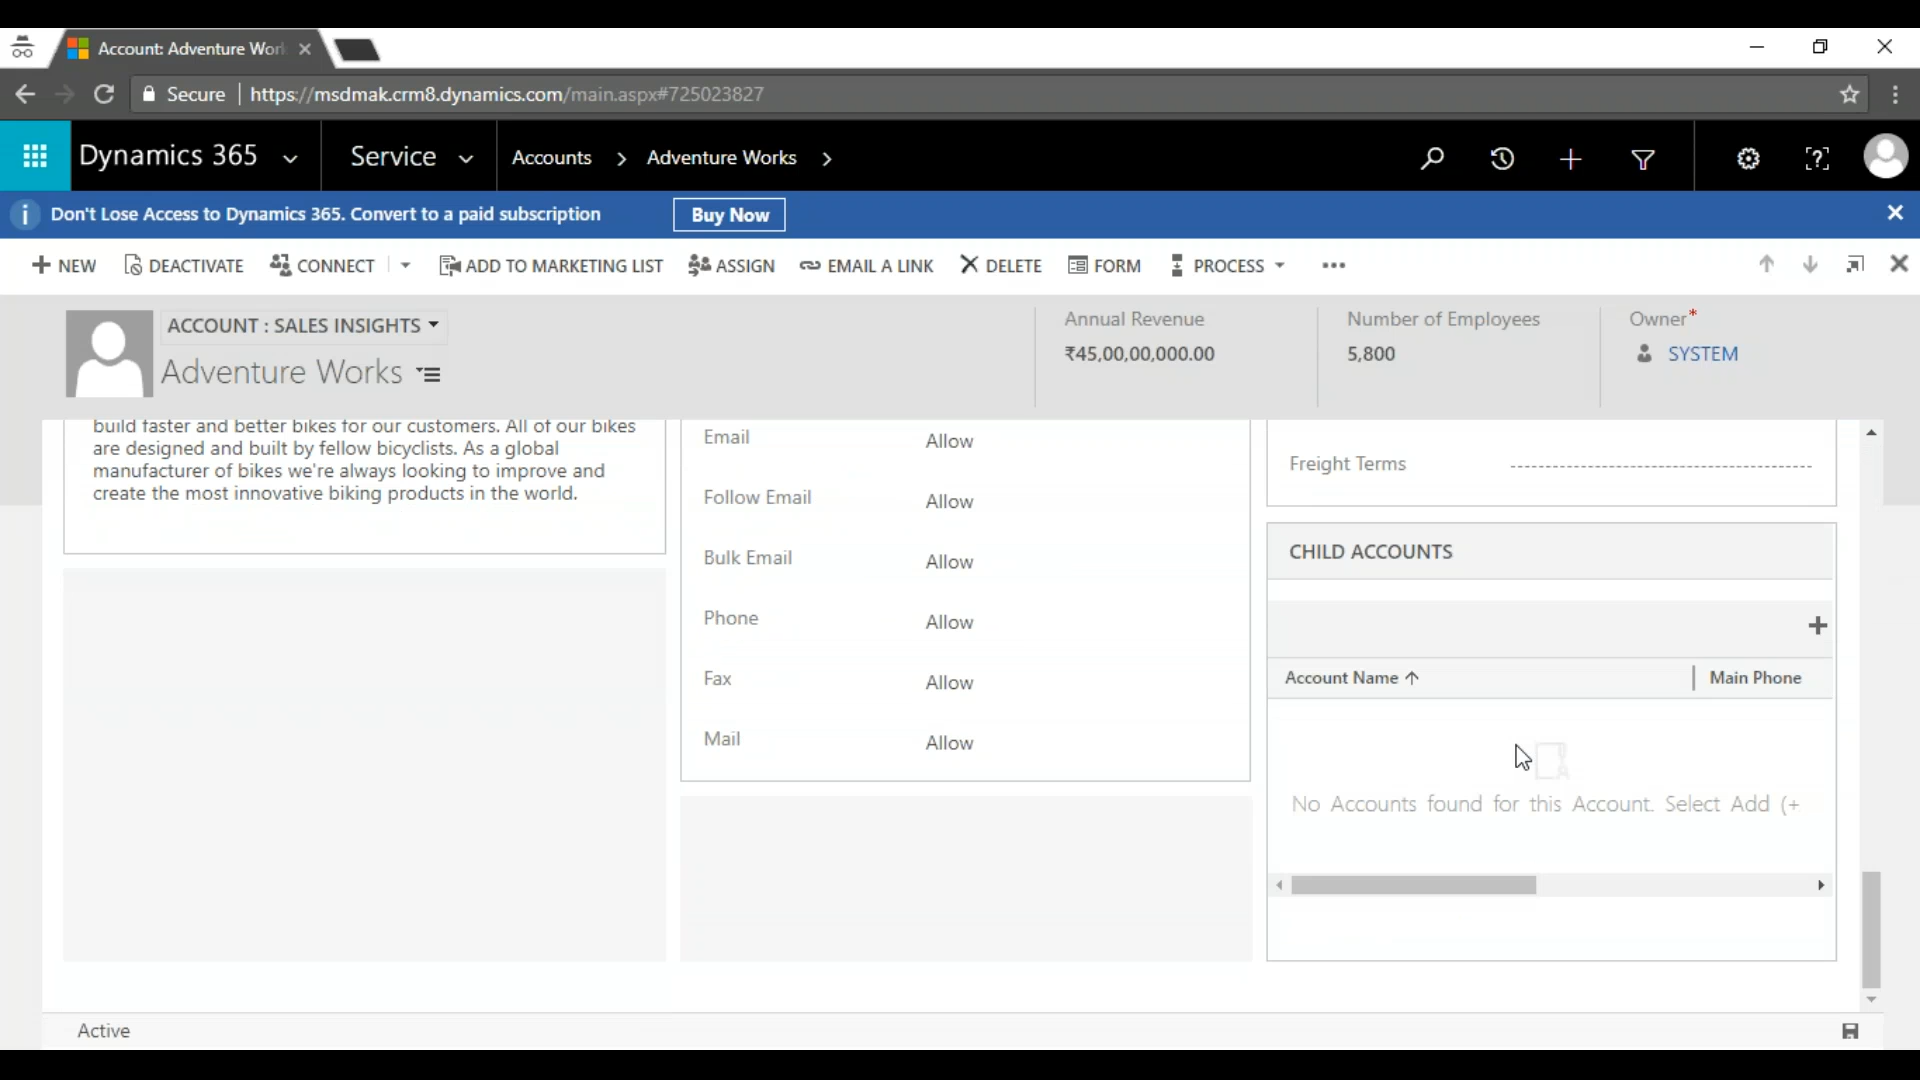 Account: Adventure Work
Secure
https://msdmak.crm8.dynamics.com/main.aspx#725023827
Dynamics 365
Service
Accounts > Adventure Works >
Don't Lose Access to Dynamics 365. Convert to a paid subscription
Buy Now
NEW
DEACTIVATE
CONNECT
ADD TO MARKETING LIST
ASSIGN
EMAIL A LINK
DELETE
FORM
PROCESS
ACCOUNT : SALES INSIGHTS
Adventure Works
Annual Revenue
₹45,00,00,000.00
Number of Employees
5,800
Owner*
SYSTEM
build faster and better bikes for our customers. All of our bikes
are designed and built by fellow bicyclists. As a global
manufacturer of bikes we're always looking to improve and
create the most innovative biking products in the world.
Email Allow
Follow Email Allow
Bulk Email Allow
Phone Allow
Fax Allow
Mail Allow
Freight Terms
CHILD ACCOUNTS
Account Name ↑
Main Phone
No Accounts found for this Account. Select Add (+
Active